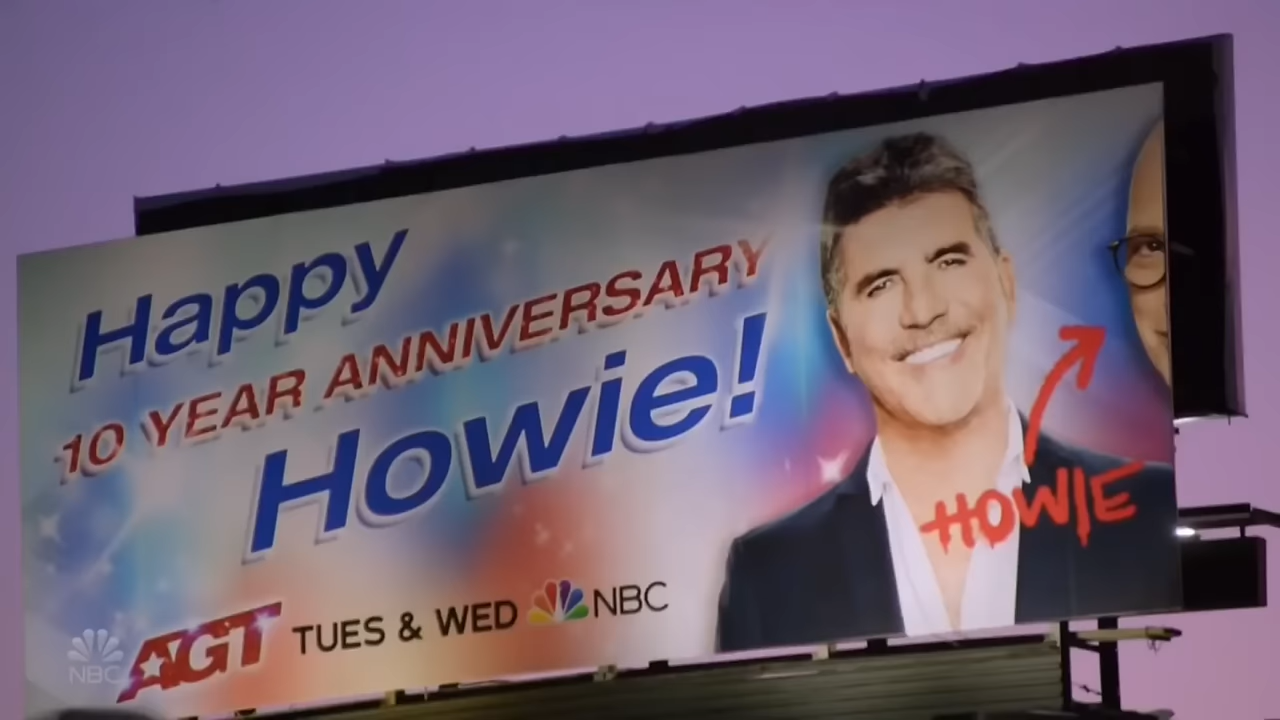 Happy
10 YEAR ANNIVERSARY
Howie!
HOWIE
AGT TUES & WED NBC
NBC